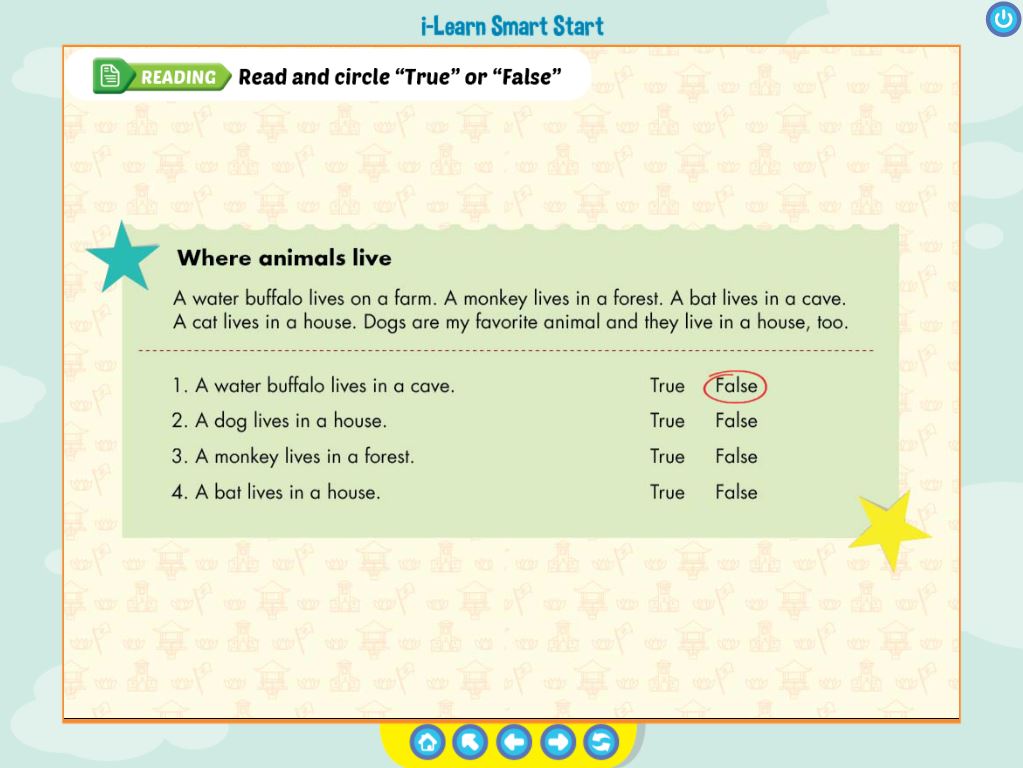 i-Learn Smart Start
READING Read and circle “True” or “False”
Where animals live
A water buffalo lives on a farm. A monkey lives in a forest. A bat lives in a cave.
A cat lives in a house. Dogs are my favorite animal and they live in a house, too.
1. A water buffalo lives in a cave. True False
2. A dog lives in a house. True False
3. A monkey lives in a forest. True False
4. A bat lives in a house. True False